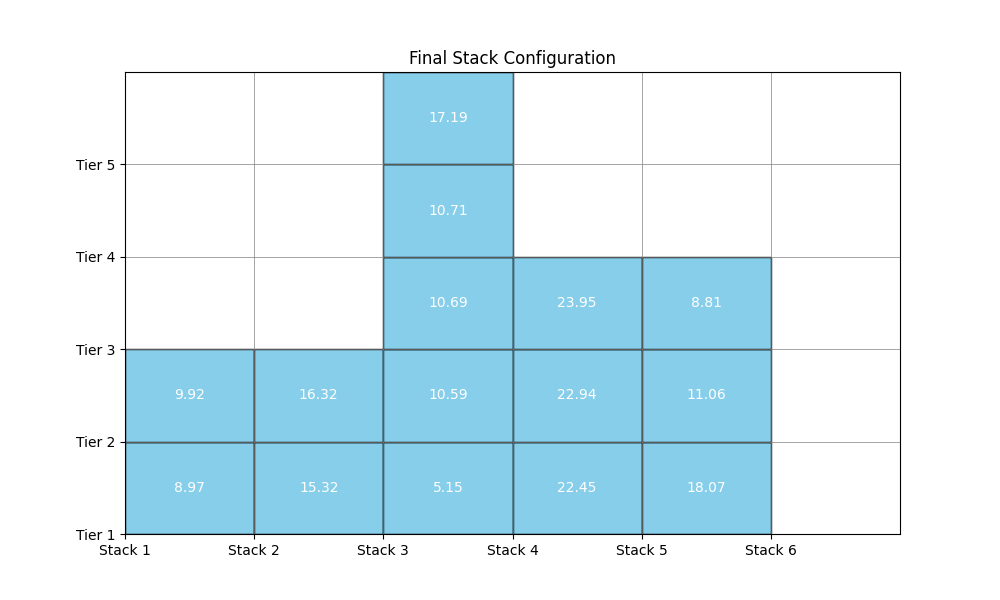 Final Stack Configuration
17.19
Tier 5
10.71
Tier 4
10.69 23.95 8.81
Tier 3
9.92 16.32 10.59 22.94 11.06
Tier 2
8.97 15.32 5.15 22.45 18.07
Tier 1
Stack 1 Stack 2 Stack 3 Stack 4 Stack 5 Stack 6